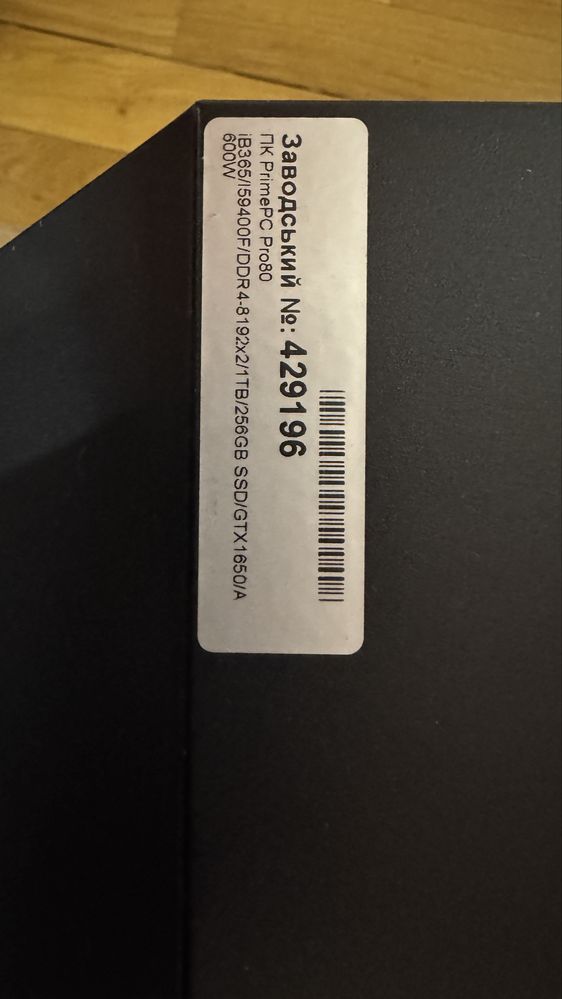 Заводський №: 429196
ПК PrimePC Pro80
iB365/I59400F/DDR4-8192x2/1TB/256GB SSD/GTX1650/A
600W